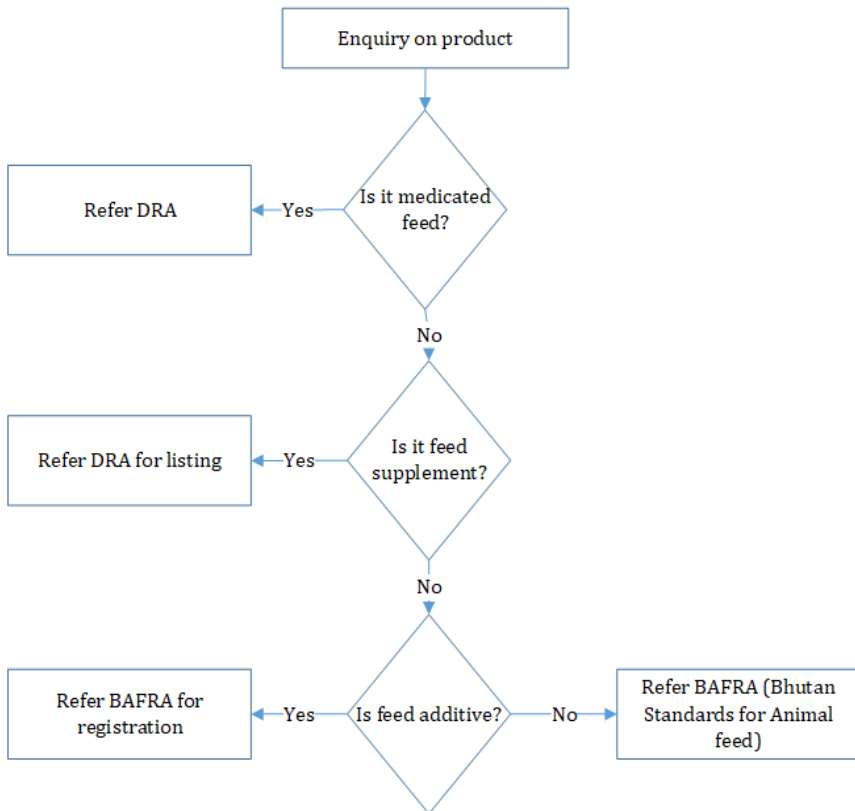 Enquiry on product
Is it medicated
feed?
Yes
Refer DRA
No
Is it feed
supplement?
Yes
Refer DRA for listing
No
Is feed additive?
Yes
Refer BAFRA for
registration
No
Refer BAFRA (Bhutan
Standards for Animal
feed)